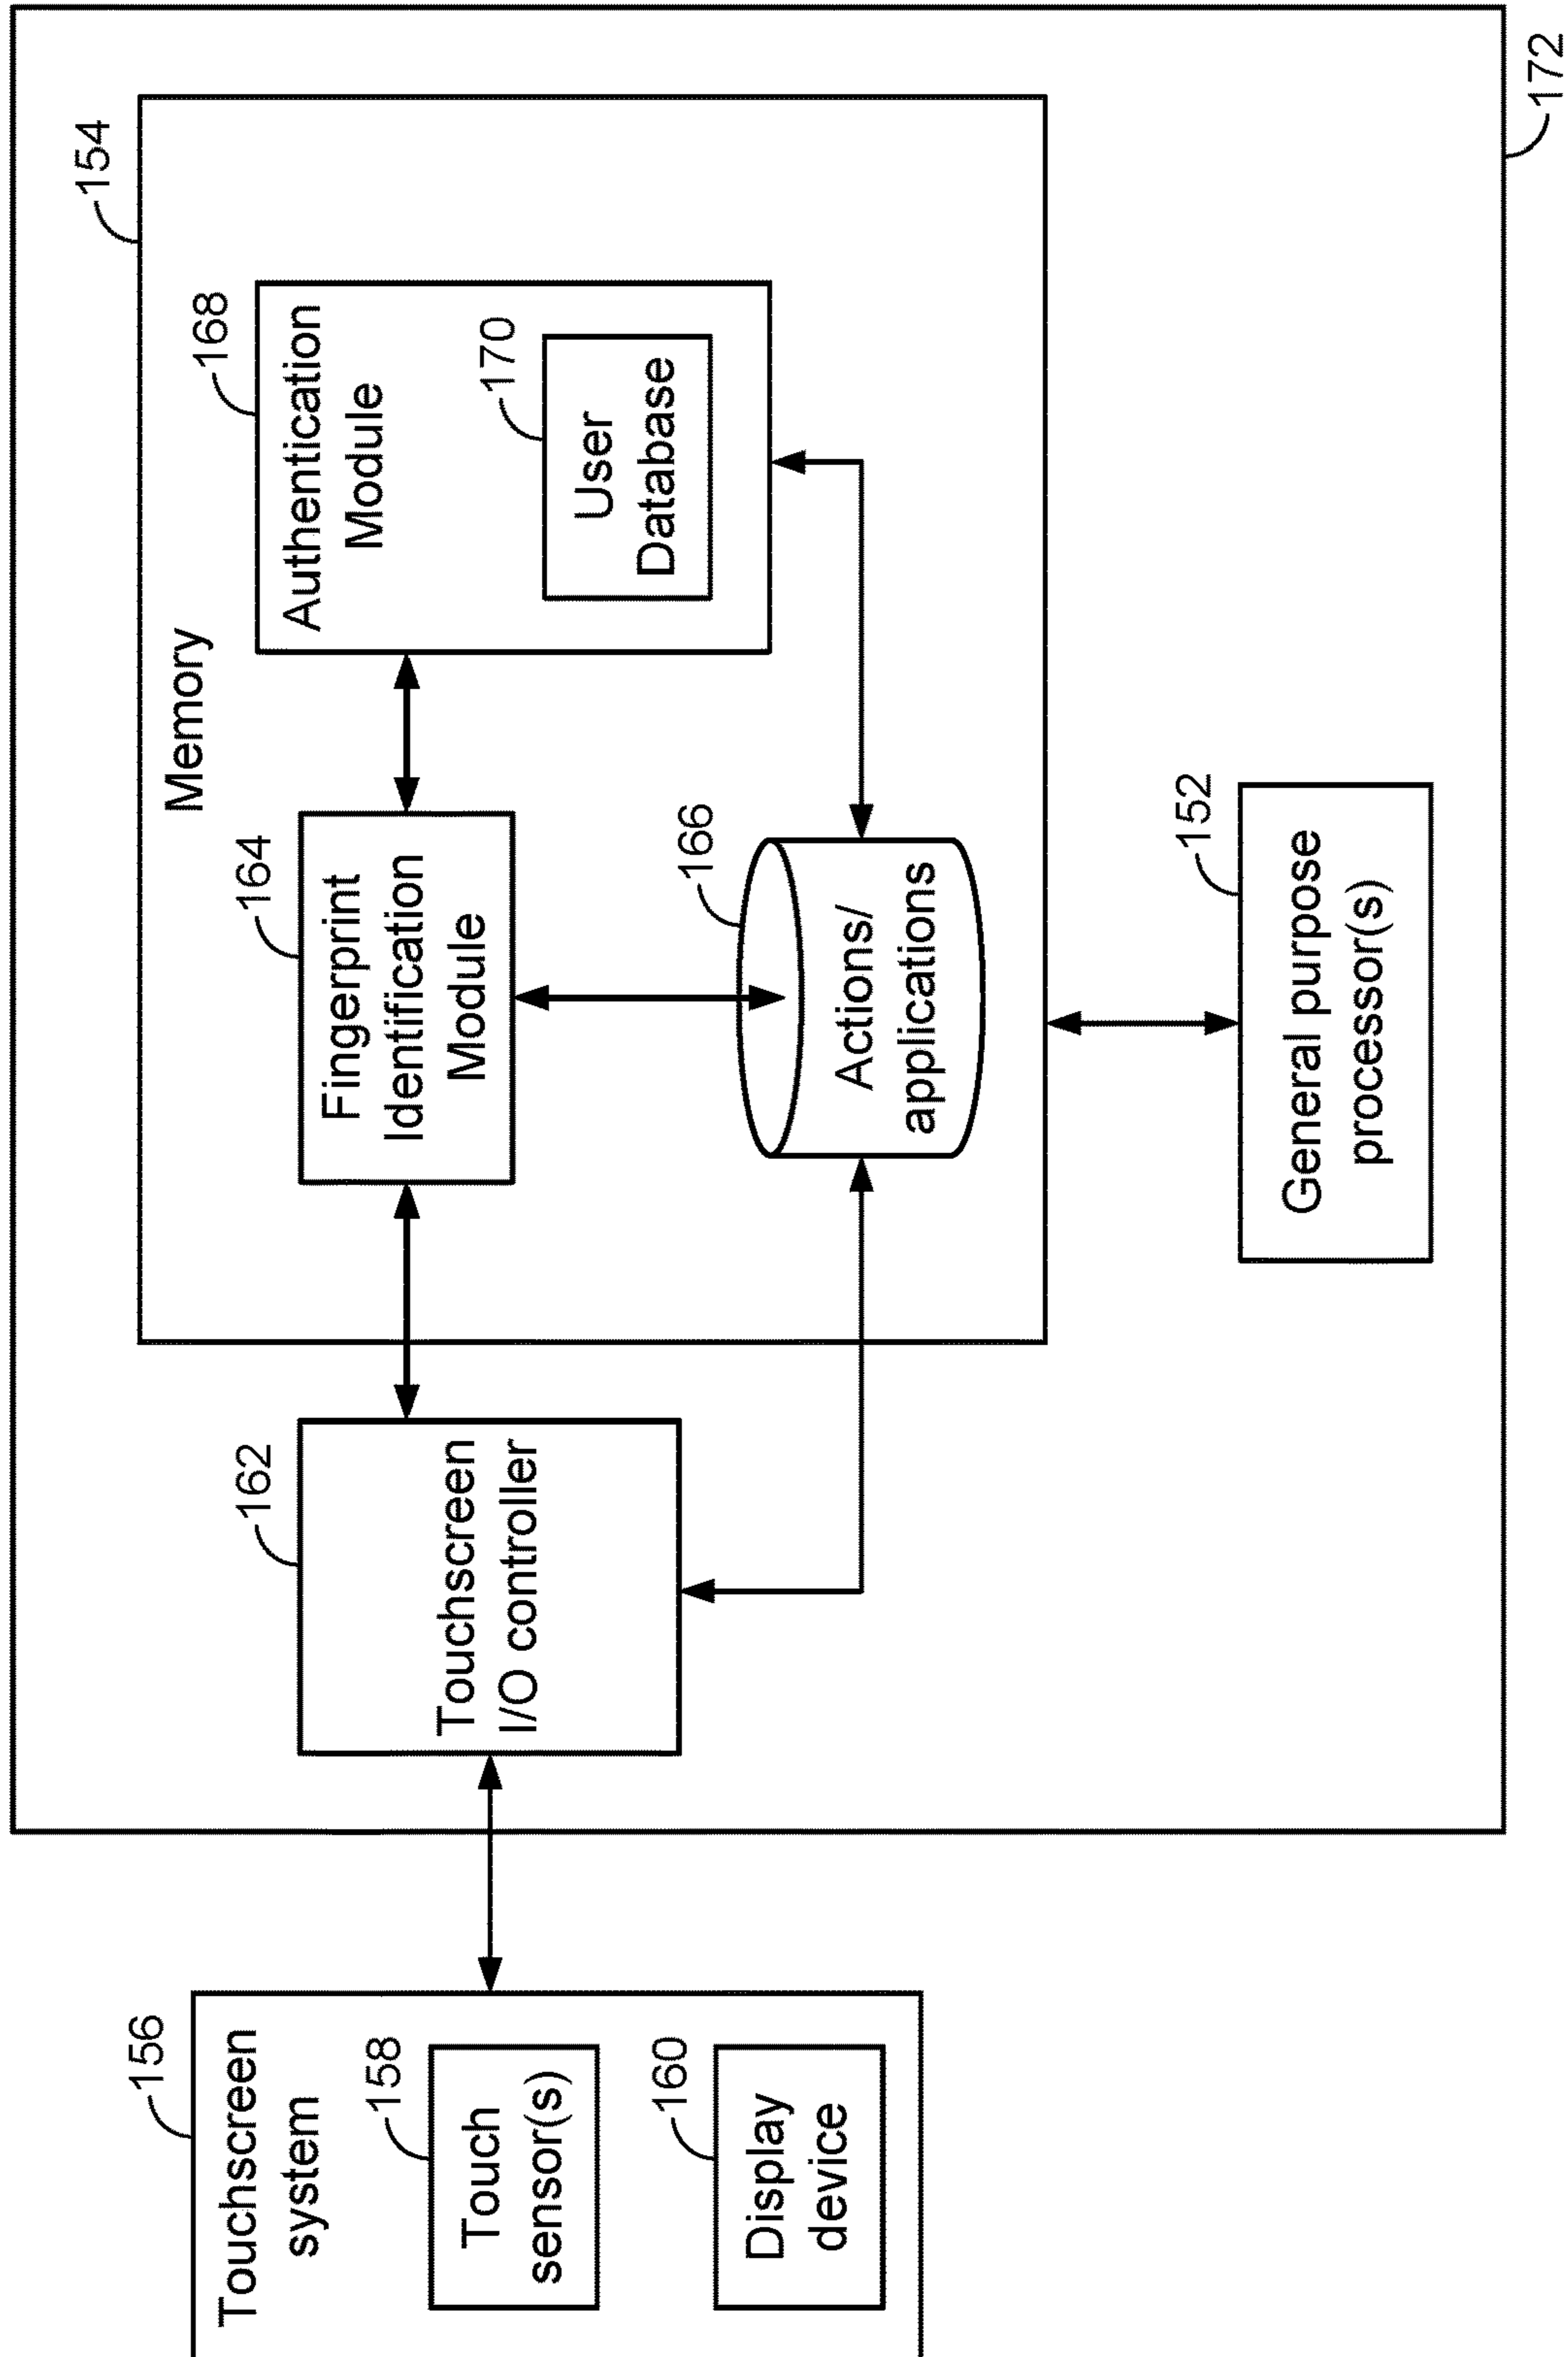 156
Touchscreen
system
158
Touch
sensor(s)
160
Display
device
162
Touchscreen
I/O controller
154
Memory
164
Fingerprint
Identification
Module
166
Actions/
applications
168
Authentication
Module
170
User
Database
152
General purpose
processor(s)
172